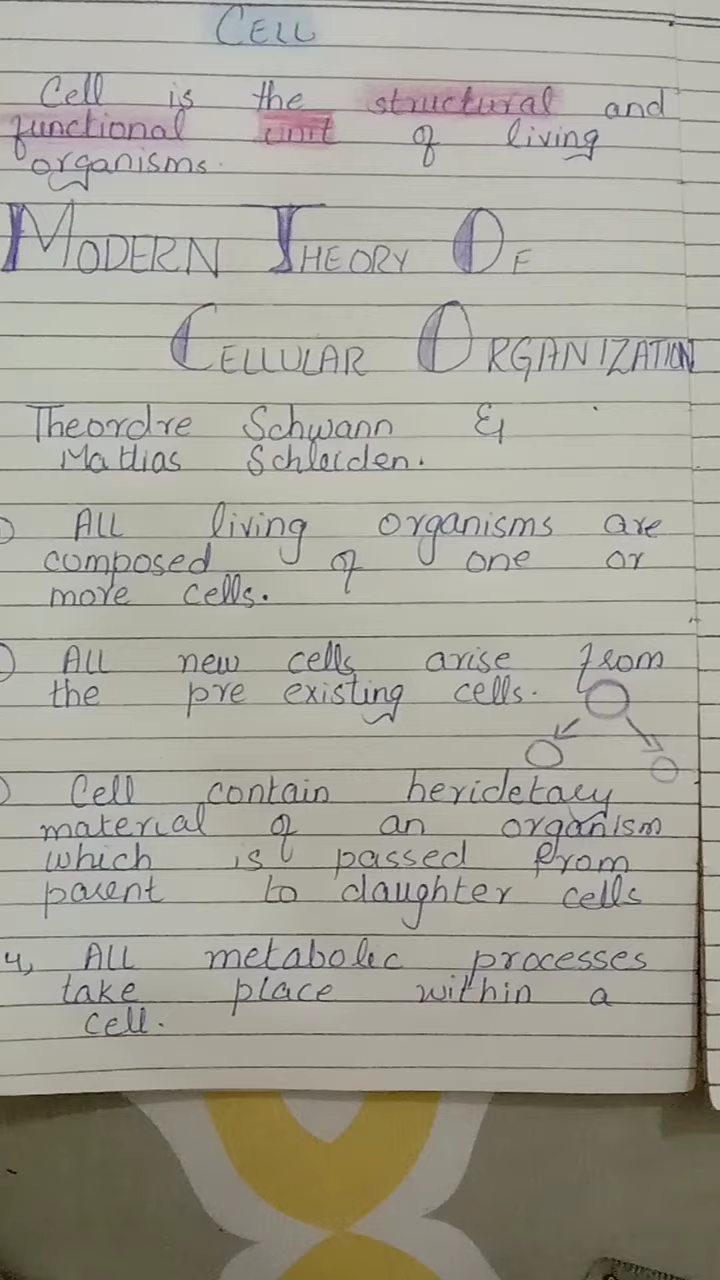 CELL
Cell is the structural and
functional unit of living
organisms.
MODERN THEORY OF
CELLULAR ORGANIZATION
Theordre Schwann &
Mattias Schleiden.
All living organisms are
composed of one or
more cells.
All new cells arise from
the pre existing cells.
Cell contain heridetacy
material of an organism
which is passed from
parent to daughter cells
4, All metabolic processes
take place within a
cell.